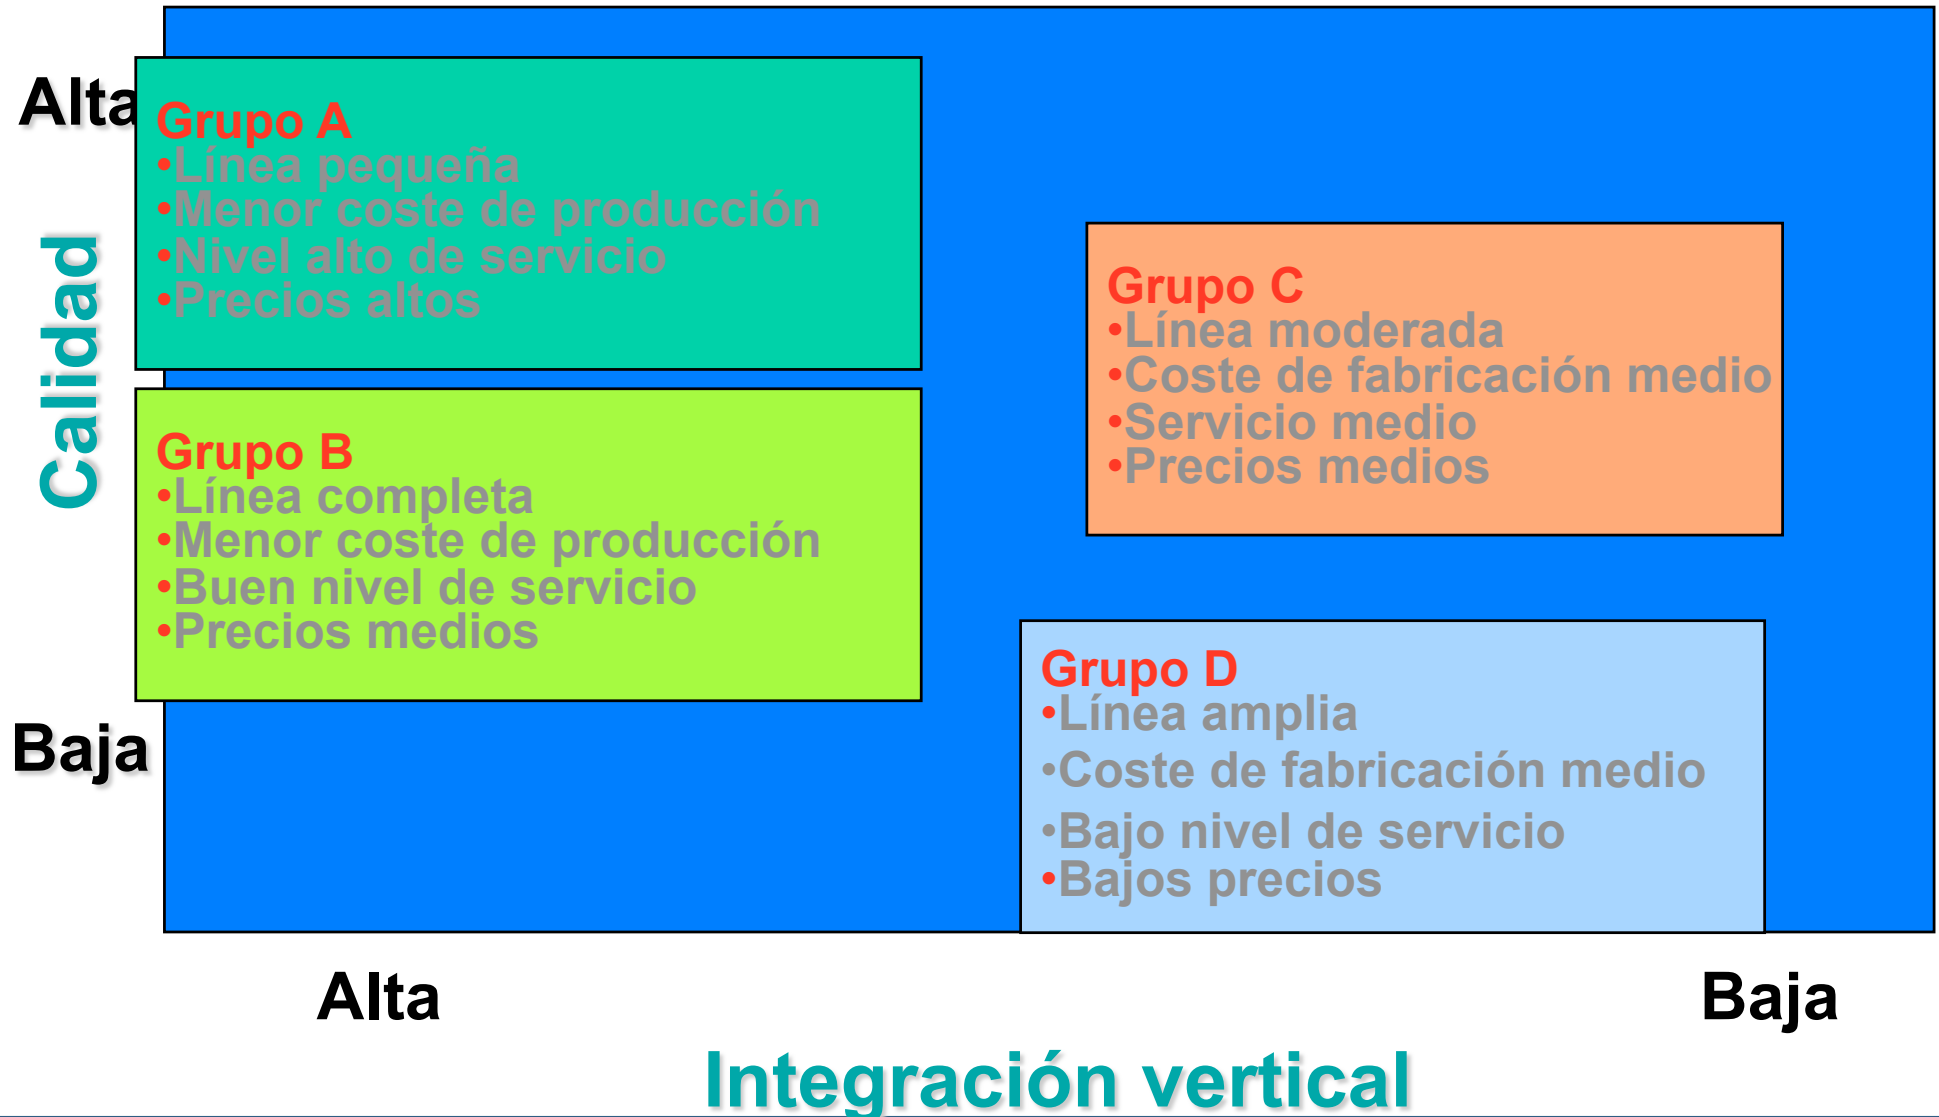 Alta
Grupo A
•Línea pequeña
•Menor coste de producción
•Nivel alto de servicio
•Precios altos
Calidad
Grupo C
•Línea moderada
•Coste de fabricación medio
•Servicio medio
•Precios medios
Grupo B
•Línea completa
•Menor coste de producción
•Buen nivel de servicio
•Precios medios
Baja
Grupo D
•Línea amplia
•Coste de fabricación medio
•Bajo nivel de servicio
•Bajos precios
Alta
Baja
Integración vertical